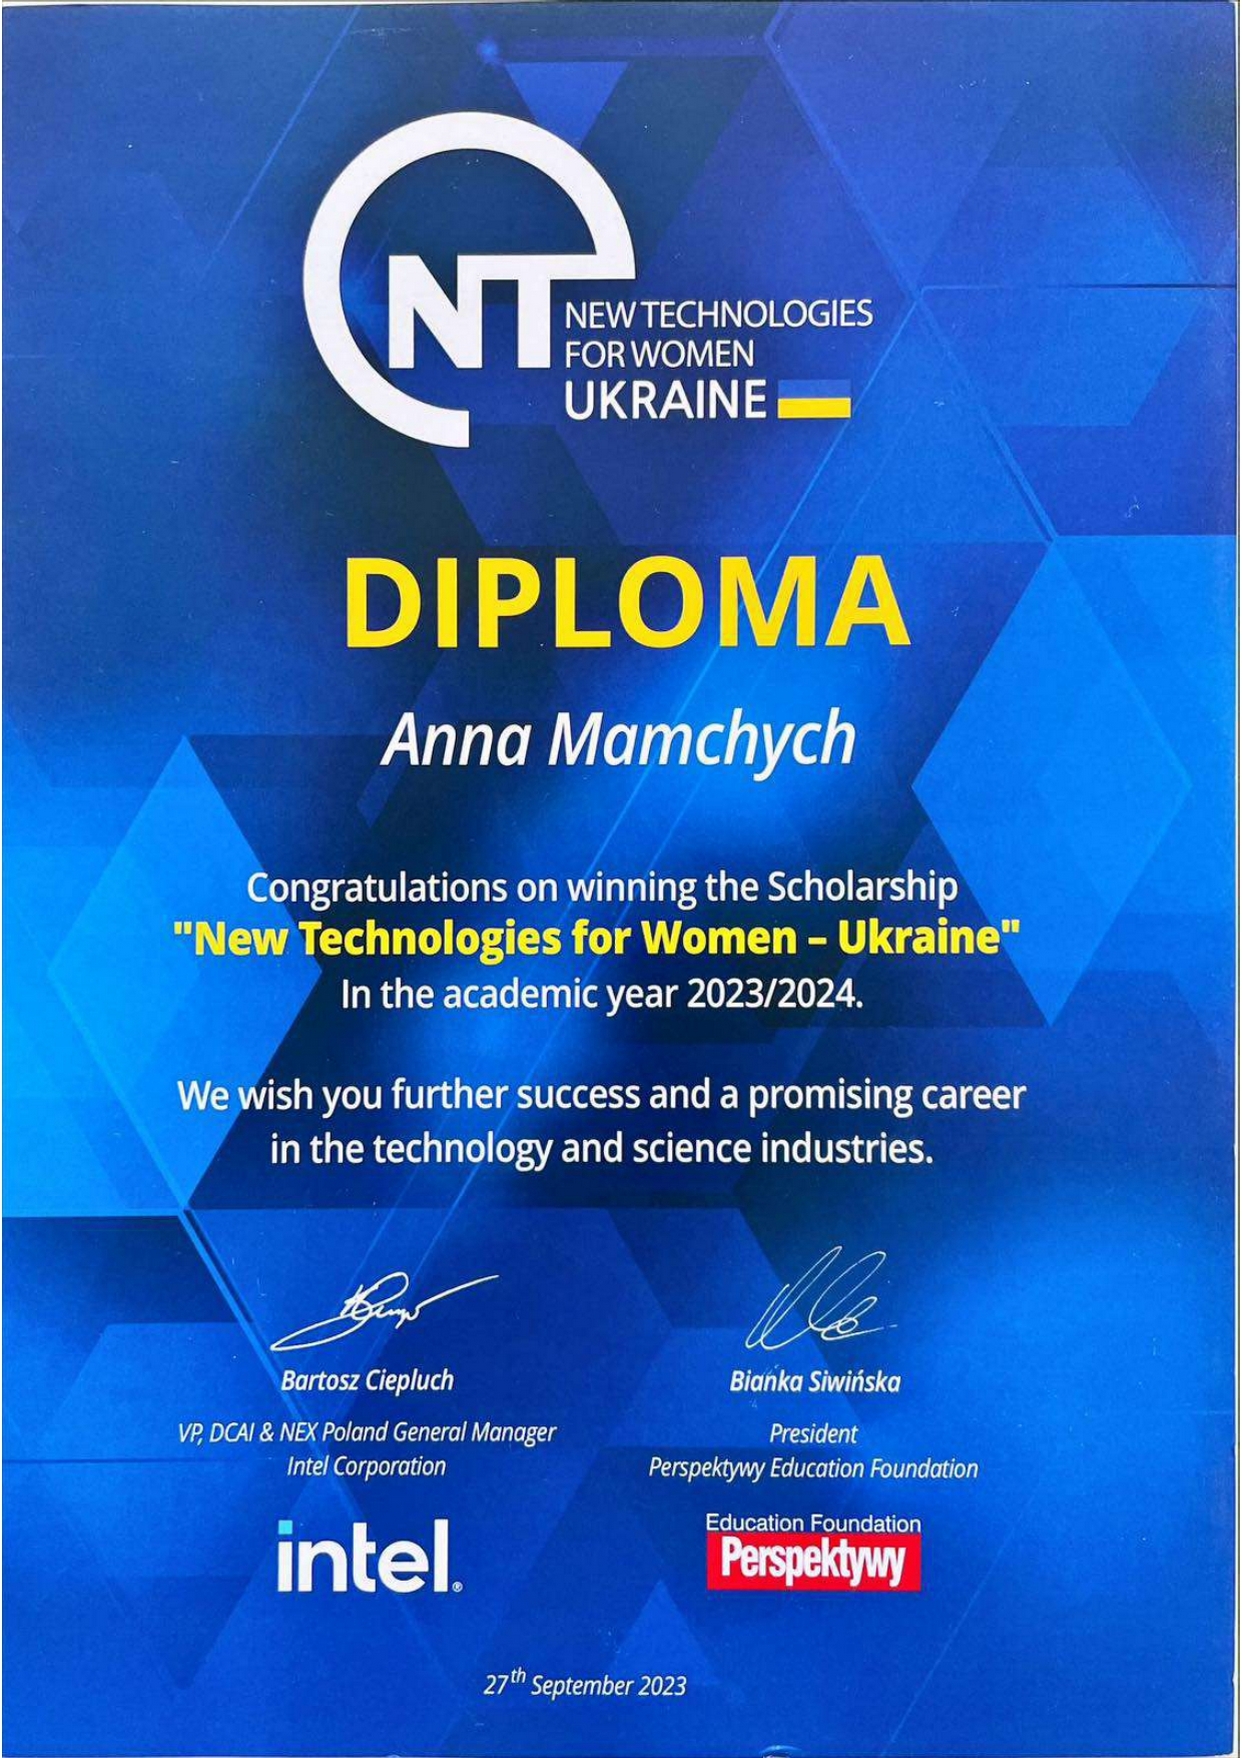 NT
NEW TECHNOLOGIES
FOR WOMEN
UKRAINE
DIPLOMA
Anna Mamchych
Congratulations on winning the Scholarship
"New Technologies for Women – Ukraine"
In the academic year 2023/2024.
We wish you further success and a promising career
in the technology and science industries.
Bartosz Ciepluch
VP, DCAI & NEX Poland General Manager
Intel Corporation
intel®
Bianka Siwińska
President
Perspektywy Education Foundation
Education Foundation
Perspektywy
27th September 2023